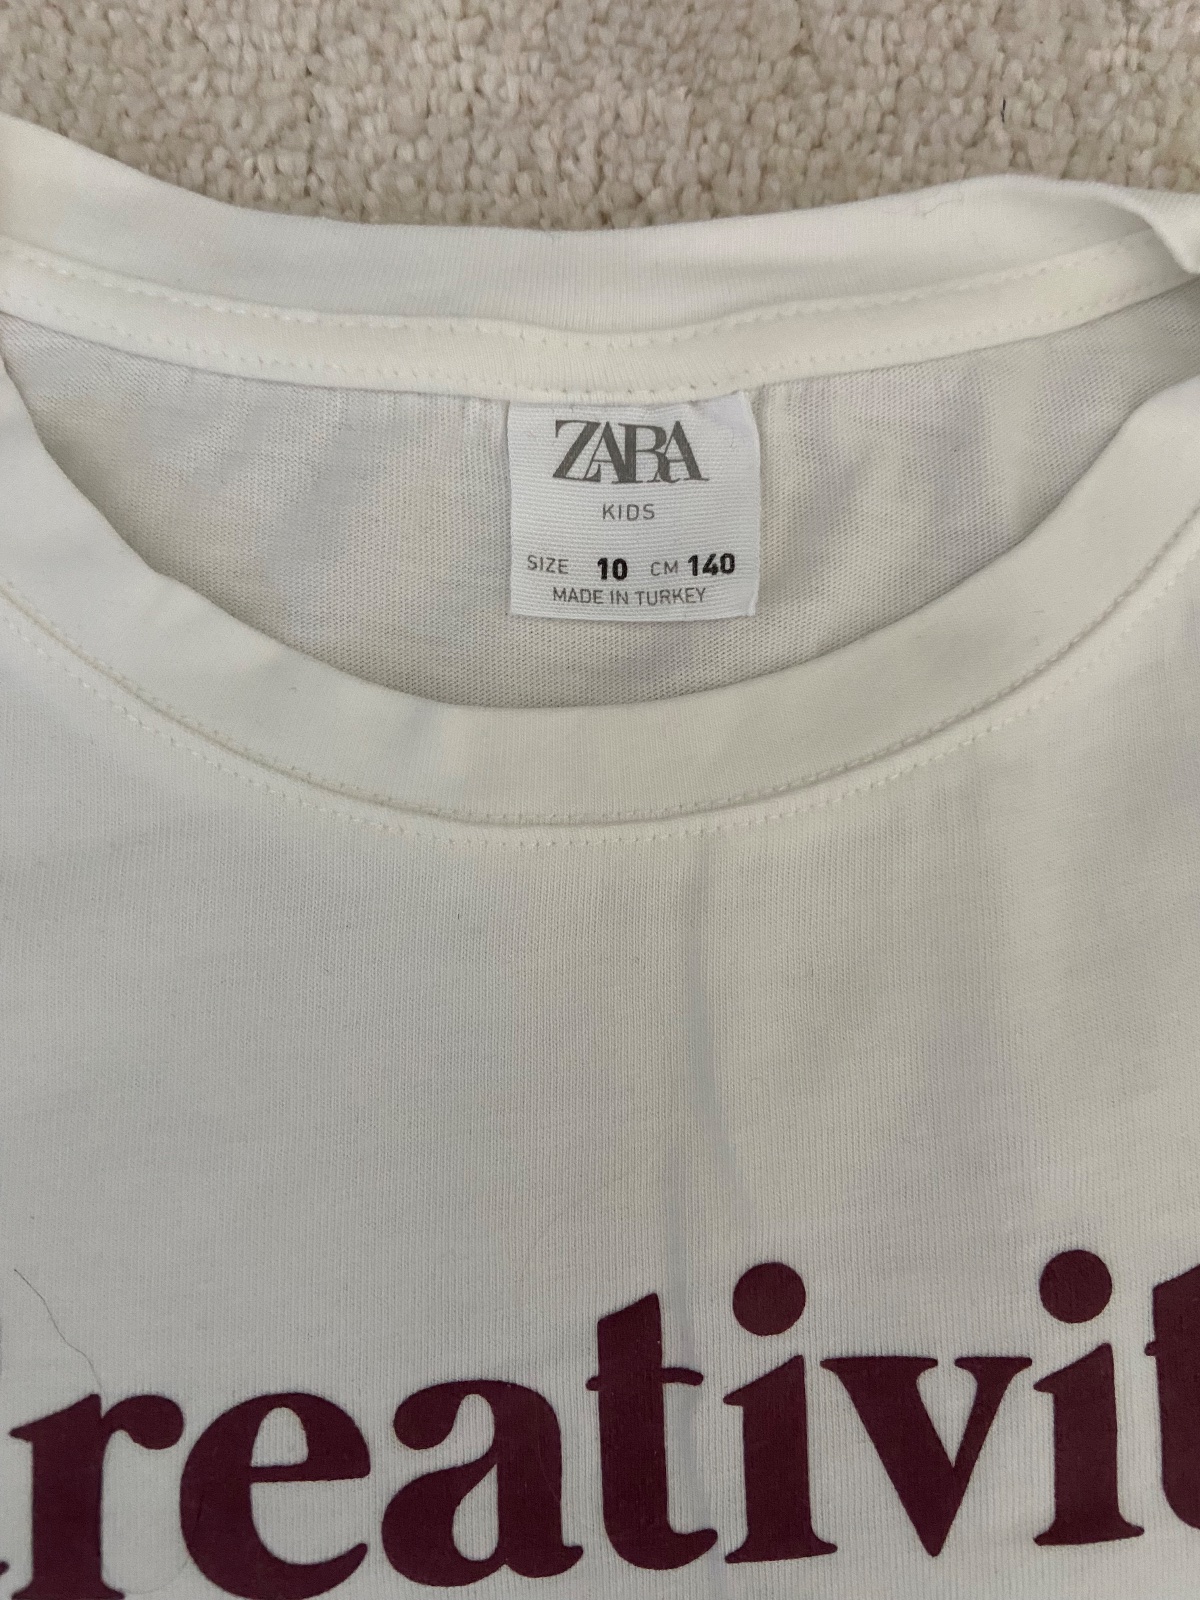 ZARA
KIDS
SIZE 10 CM 140
MADE IN TURKEY
reativit